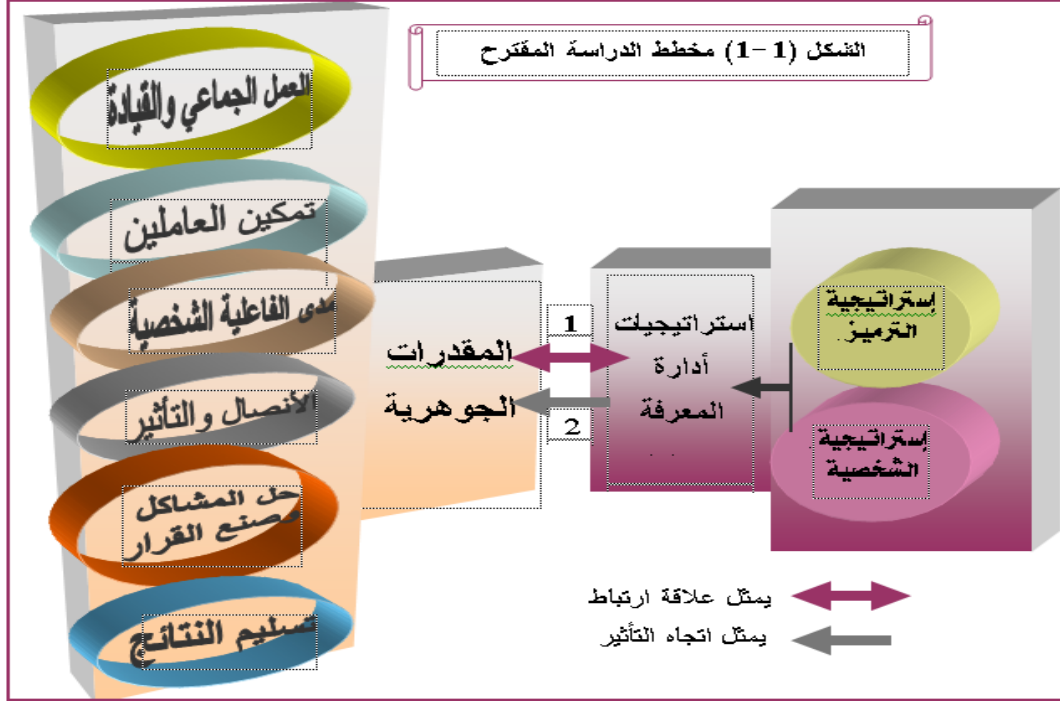 الشكل (1-1) مخطط الدراسة المقترح
إستراتيجية
الترميز
إستراتيجية
الشخصية
استراتيجيات
أدارة
المعرفة
1
2
المقدرات
الجوهرية
العمل الجماعي والقيادة
تمكين العاملين
مدى الفاعلية الشخصية
الأتصال والتأثير
حل المشاكل
وصنع القرار
تسليم النتائج
يمثل علاقة ارتباط
يمثل اتجاه التأثير